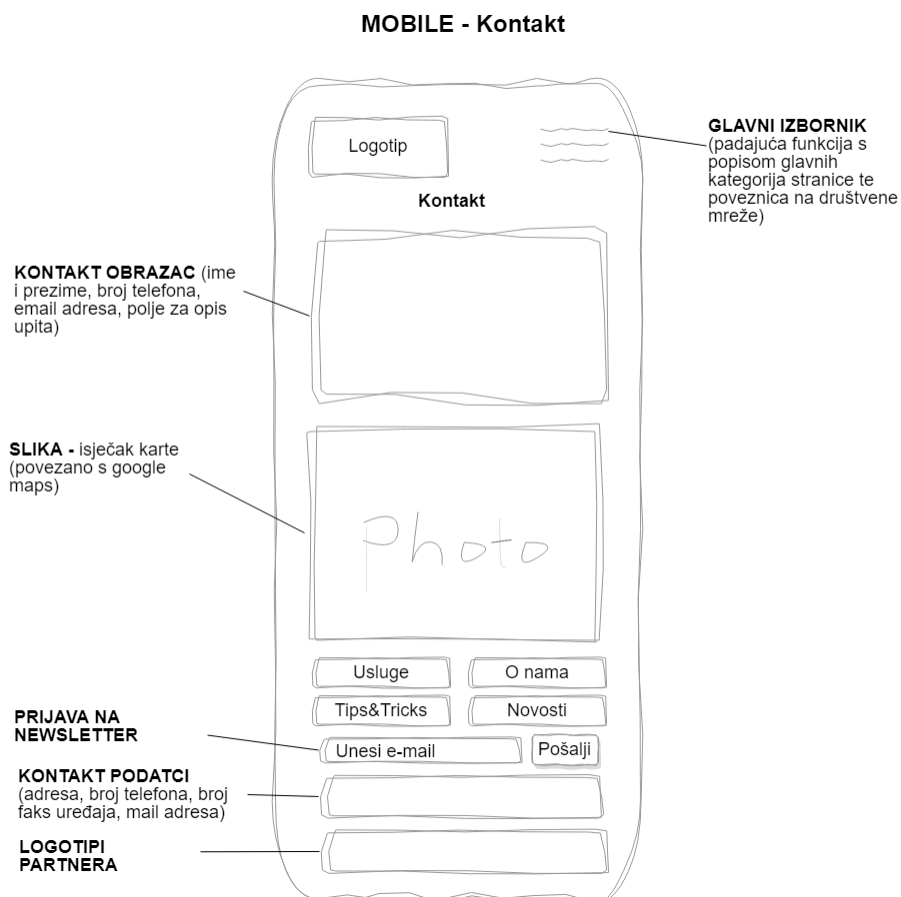 MOBILE - Kontakt
Logotip
GLAVNI IZBORNIK
(padajuća funkcija s
popisom glavnih
kategorija stranice te
poveznica na društvene
mreže)
Kontakt
KONTAKT OBRAZAC (ime
i prezime, broj telefona,
email adresa, polje za opis
upita)
SLIKA - isječak karte
(povezano s google
maps)
Photo
Usluge
O nama
Tips&Tricks
Novosti
PRIJAVA NA
NEWSLETTER
Unesi e-mail
Pošalji
KONTAKT PODATCI
(adresa, broj telefona, broj
faks uređaja, mail adresa)
LOGOTIPI
PARTNERA